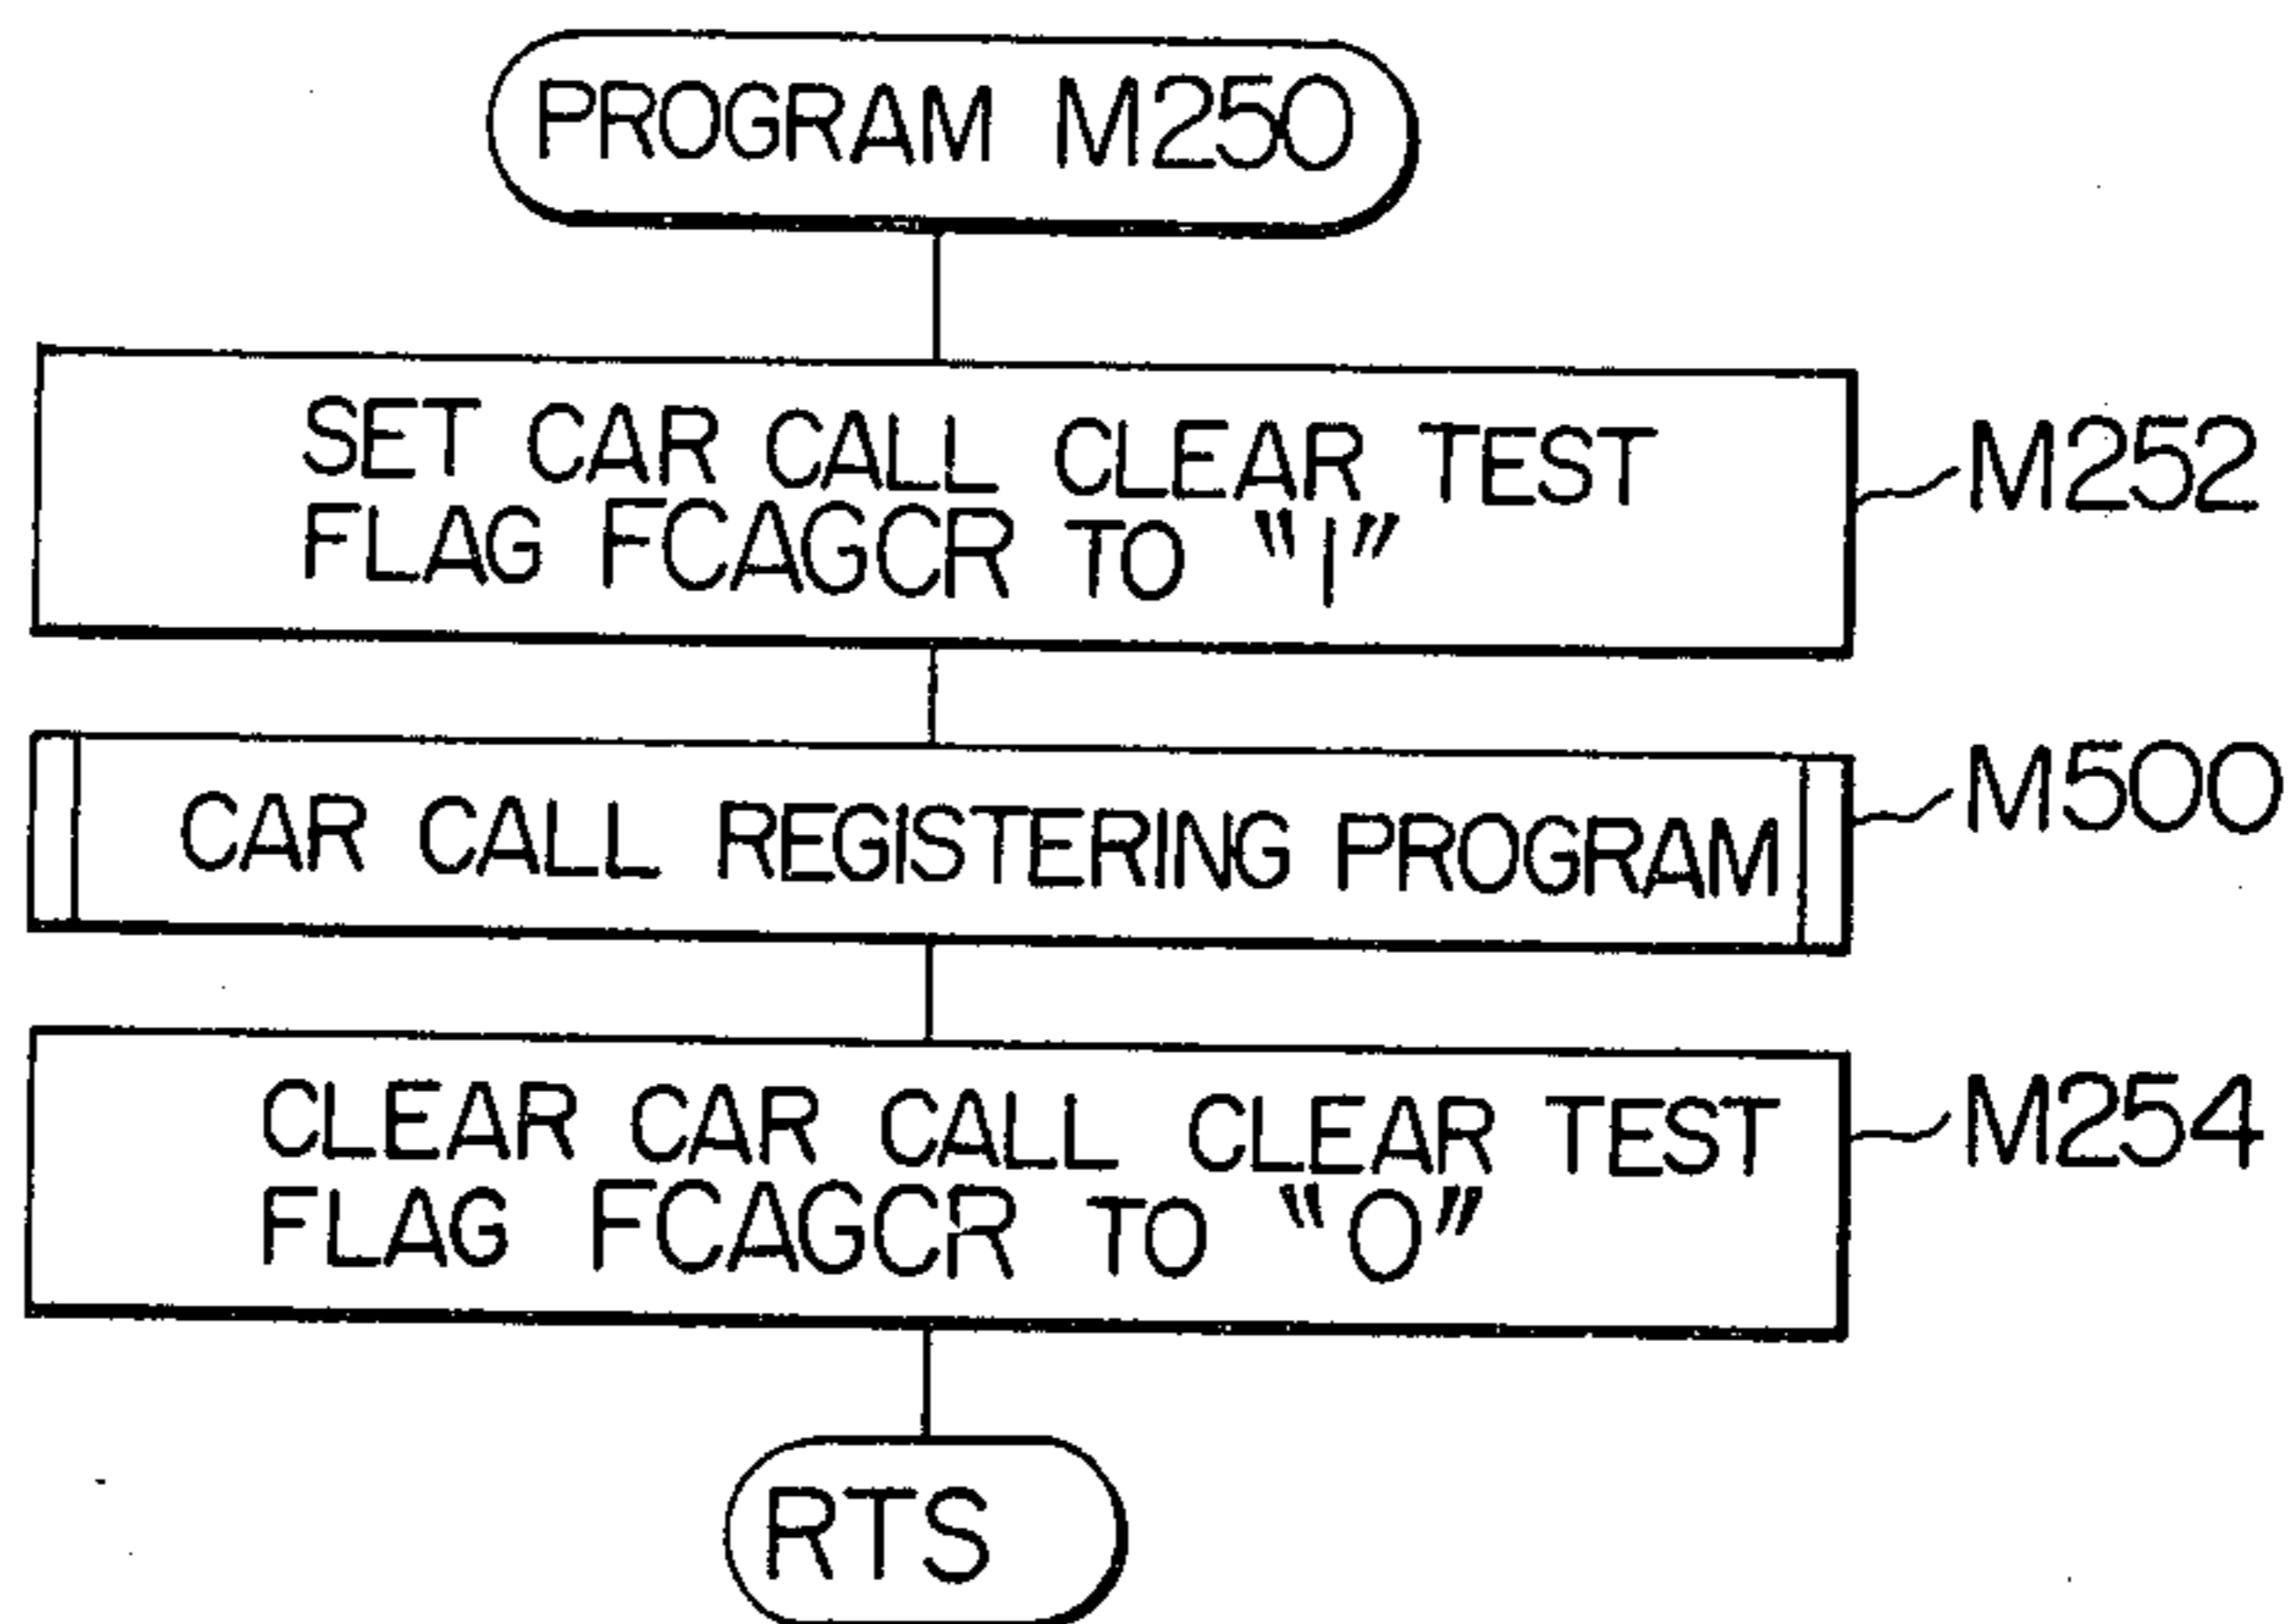 PROGRAM M250
SET CAR CALL CLEAR TEST
FLAG FCAGCR TO "1"
M252
CAR CALL REGISTERING PROGRAM
M500
CLEAR CAR CALL CLEAR TEST
FLAG FCAGCR TO "0"
M254
RTS